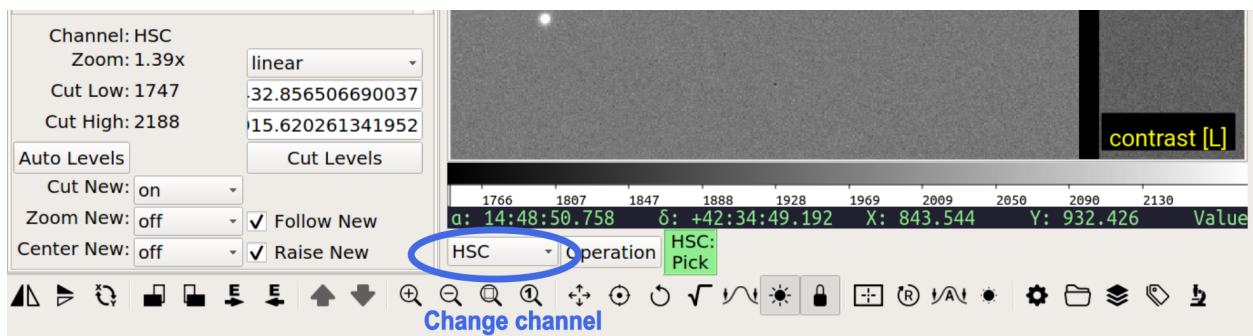 Channel: HSC
Zoom: 1.39x linear
Cut Low: 1747 32.856506690037
Cut High: 2188 15.620261341952
Auto Levels Cut Levels
Cut New: on
Zoom New: off Follow New
Center New: off Raise New
contrast [L]
1766 1807 1847 1888 1928 1969 2009 2050 2090 2130
α: 14:48:50.758 δ: +42:34:49.192 X: 843.544 Y: 932.426 Value
HSC Operation HSC:
Pick
Change channel